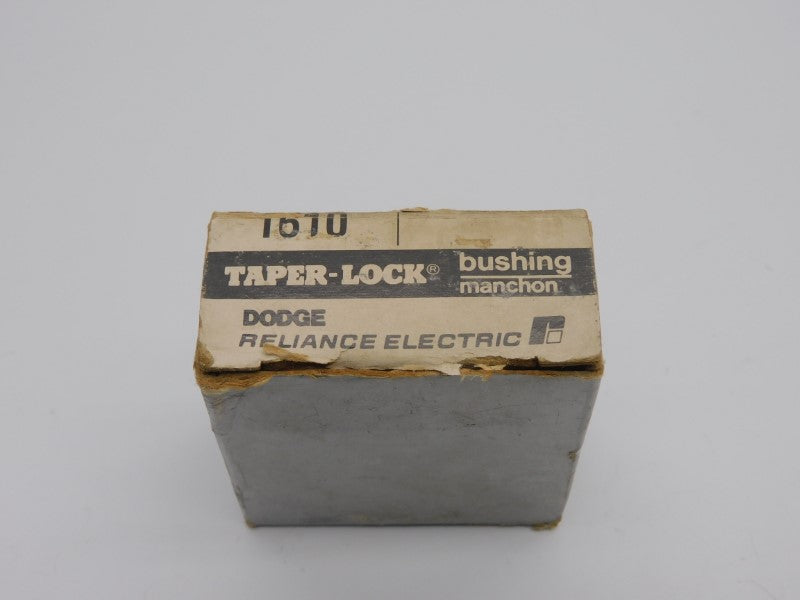 1610
TAPER-LOCK® bushing
manchon
DODGE
RELIANCE ELECTRIC